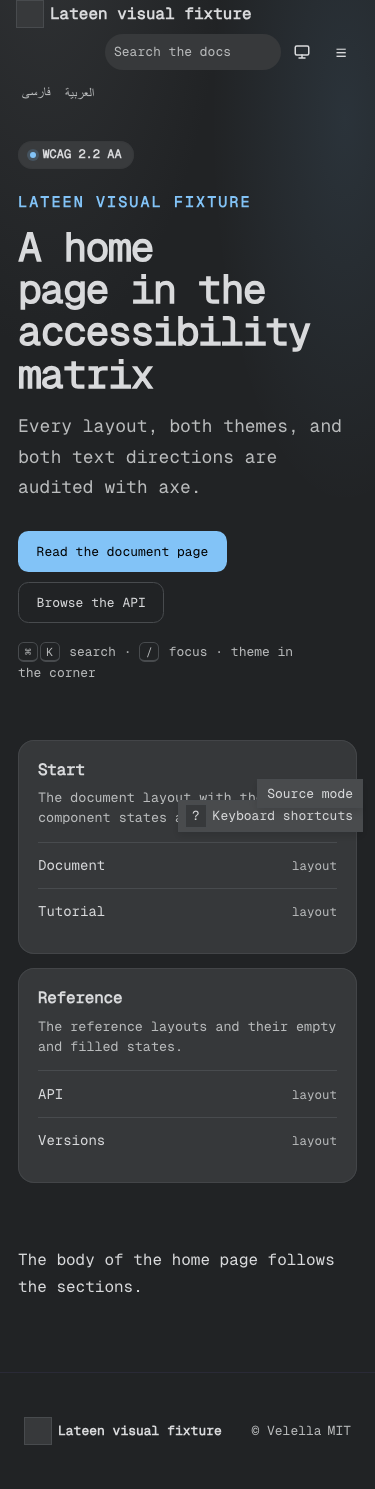 Lateen visual fixture
Search the docs ≡
فارسی العربية
WCAG 2.2 AA
LATEEN VISUAL FIXTURE
A home
page in the
accessibility
matrix
Every layout, both themes, and
both text directions are
audited with axe.
Read the document page
Browse the API
⌘ K search · / focus · theme in
the corner
Start
The document layout with
component states
Source mode
? Keyboard shortcuts
Document layout
Tutorial layout
Reference
The reference layouts and their empty
and filled states.
API layout
Versions layout
The body of the home page follows
the sections.
Lateen visual fixture © Velella MIT